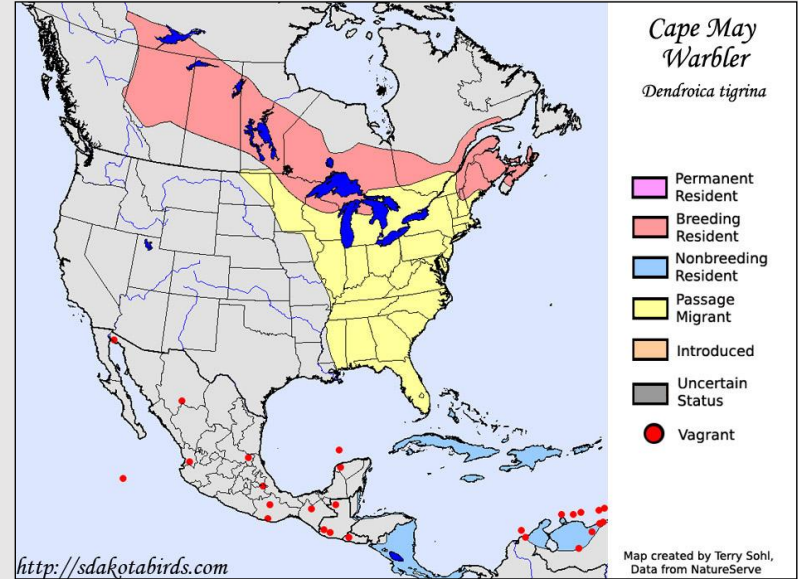 Cape May
Warbler
Dendroica tigrina
Permanent
Resident
Breeding
Resident
Nonbreeding
Resident
Passage
Migrant
Introduced
Uncertain
Status
Vagrant
http://sdakotabirds.com
Map created by Terry Sohl,
Data from NatureServe